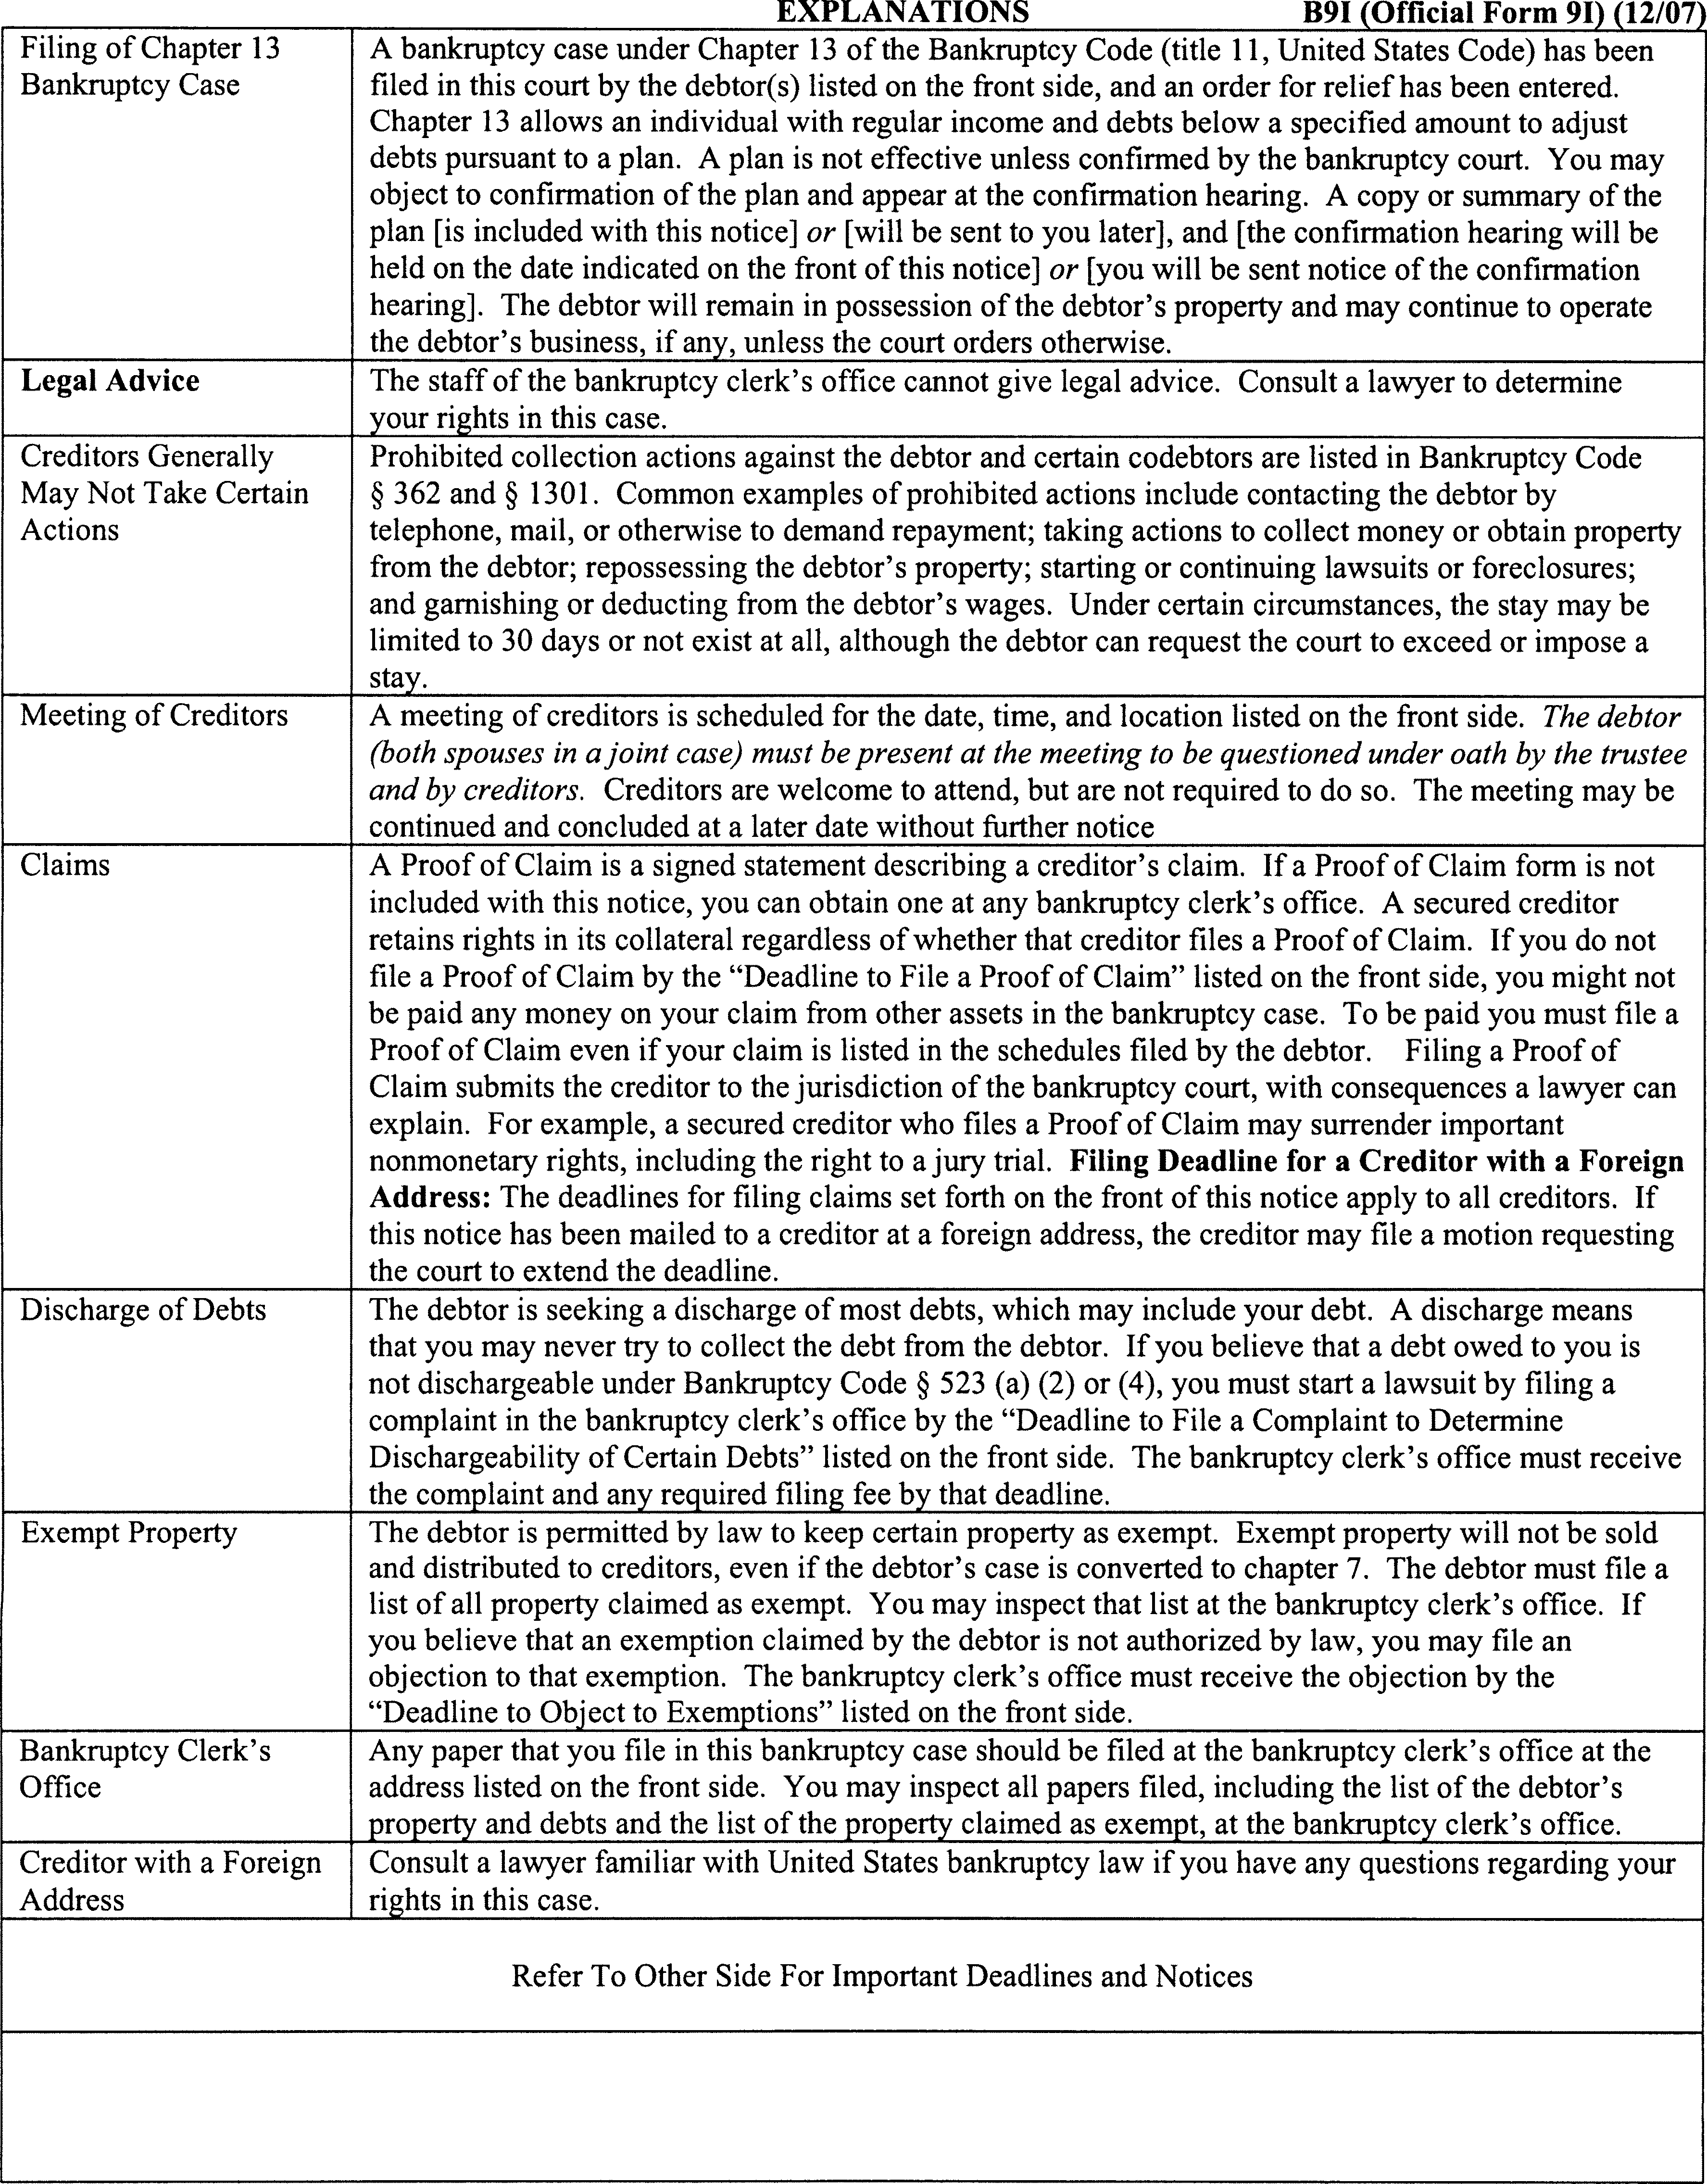 EXPLANATIONS B9I (Official Form 9I) (12/07)
Filing of Chapter 13
Bankruptcy Case
A bankruptcy case under Chapter 13 of the Bankruptcy Code (title 11, United States Code) has been
filed in this court by the debtor(s) listed on the front side, and an order for relief has been entered.
Chapter 13 allows an individual with regular income and debts below a specified amount to adjust
debts pursuant to a plan. A plan is not effective unless confirmed by the bankruptcy court. You may
object to confirmation of the plan and appear at the confirmation hearing. A copy or summary of the
plan [is included with this notice] or [will be sent to you later], and [the confirmation hearing will be
held on the date indicated on the front of this notice] or [you will be sent notice of the confirmation
hearing]. The debtor will remain in possession of the debtor's property and may continue to operate
the debtor's business, if any, unless the court orders otherwise.
Legal Advice
The staff of the bankruptcy clerk's office cannot give legal advice. Consult a lawyer to determine
your rights in this case.
Creditors Generally
May Not Take Certain
Actions
Prohibited collection actions against the debtor and certain codebtors are listed in Bankruptcy Code
§ 362 and § 1301. Common examples of prohibited actions include contacting the debtor by
telephone, mail, or otherwise to demand repayment; taking actions to collect money or obtain property
from the debtor; repossessing the debtor's property; starting or continuing lawsuits or foreclosures;
and garnishing or deducting from the debtor's wages. Under certain circumstances, the stay may be
limited to 30 days or not exist at all, although the debtor can request the court to exceed or impose a
stay.
Meeting of Creditors
A meeting of creditors is scheduled for the date, time, and location listed on the front side. The debtor
(both spouses in a joint case) must be present at the meeting to be questioned under oath by the trustee
and by creditors. Creditors are welcome to attend, but are not required to do so. The meeting may be
continued and concluded at a later date without further notice
Claims
A Proof of Claim is a signed statement describing a creditor's claim. If a Proof of Claim form is not
included with this notice, you can obtain one at any bankruptcy clerk's office. A secured creditor
retains rights in its collateral regardless of whether that creditor files a Proof of Claim. If you do not
file a Proof of Claim by the “Deadline to File a Proof of Claim” listed on the front side, you might not
be paid any money on your claim from other assets in the bankruptcy case. To be paid you must file a
Proof of Claim even if your claim is listed in the schedules filed by the debtor. Filing a Proof of
Claim submits the creditor to the jurisdiction of the bankruptcy court, with consequences a lawyer can
explain. For example, a secured creditor who files a Proof of Claim may surrender important
nonmonetary rights, including the right to a jury trial. Filing Deadline for a Creditor with a Foreign
Address: The deadlines for filing claims set forth on the front of this notice apply to all creditors. If
this notice has been mailed to a creditor at a foreign address, the creditor may file a motion requesting
the court to extend the deadline.
Discharge of Debts
The debtor is seeking a discharge of most debts, which may include your debt. A discharge means
that you may never try to collect the debt from the debtor. If you believe that a debt owed to you is
not dischargeable under Bankruptcy Code § 523 (a) (2) or (4), you must start a lawsuit by filing a
complaint in the bankruptcy clerk's office by the “Deadline to File a Complaint to Determine
Dischargeability of Certain Debts” listed on the front side. The bankruptcy clerk's office must receive
the complaint and any required filing fee by that deadline.
Exempt Property
The debtor is permitted by law to keep certain property as exempt. Exempt property will not be sold
and distributed to creditors, even if the debtor's case is converted to chapter 7. The debtor must file a
list of all property claimed as exempt. You may inspect that list at the bankruptcy clerk's office. If
you believe that an exemption claimed by the debtor is not authorized by law, you may file an
objection to that exemption. The bankruptcy clerk's office must receive the objection by the
“Deadline to Object to Exemptions” listed on the front side.
Bankruptcy Clerk's
Office
Any paper that you file in this bankruptcy case should be filed at the bankruptcy clerk's office at the
address listed on the front side. You may inspect all papers filed, including the list of the debtor's
property and debts and the list of the property claimed as exempt, at the bankruptcy clerk's office.
Creditor with a Foreign
Address
Consult a lawyer familiar with United States bankruptcy law if you have any questions regarding your
rights in this case.
Refer To Other Side For Important Deadlines and Notices